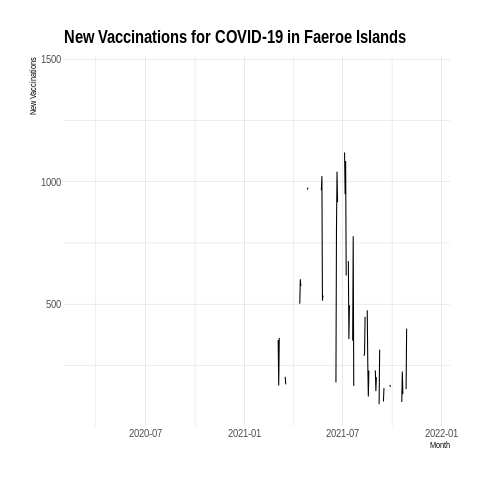 New Vaccinations for COVID-19 in Faeroe Islands
New Vaccinations
1500
1000
500
2020-07
2021-01
2021-07
2022-01
Month